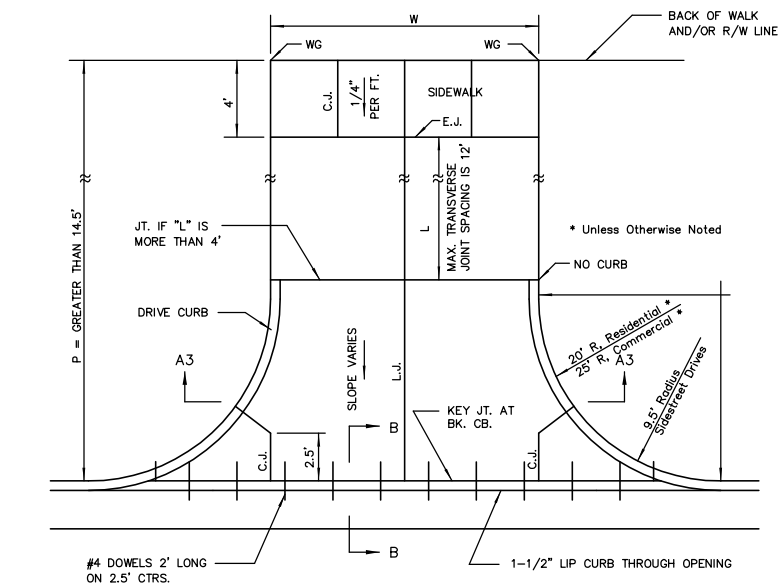 W
BACK OF WALK
AND/OR R/W LINE
WG
WG
4'
C.J.
1/4"
PER FT.
SIDEWALK
E.J.
P = GREATER THAN 14.5'
JT. IF "L" IS
MORE THAN 4'
L
MAX. TRANSVERSE
JOINT SPACING IS 12'
* Unless Otherwise Noted
NO CURB
DRIVE CURB
20' R, Residential *
25' R, Commercial *
A3
A3
SLOPE VARIES
L.J.
9.5' Radius
Sidestreet Drives
KEY JT. AT
BK. CB.
B
C.J.
2.5'
C.J.
B
#4 DOWELS 2' LONG
ON 2.5' CTRS.
1-1/2" LIP CURB THROUGH OPENING